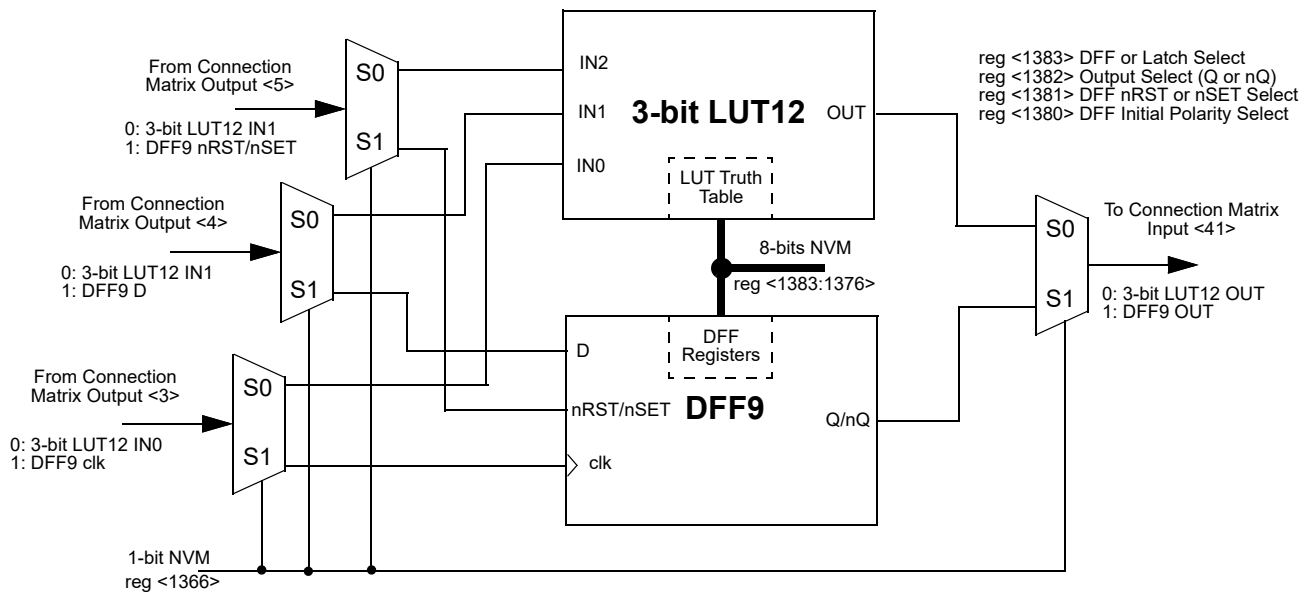 From Connection
Matrix Output <5>
0: 3-bit LUT12 IN1
1: DFF9 nRST/nSET
S0
S1
From Connection
Matrix Output <4>
0: 3-bit LUT12 IN1
1: DFF9 D
S0
S1
From Connection
Matrix Output <3>
0: 3-bit LUT12 IN0
1: DFF9 clk
S0
S1
1-bit NVM
reg <1366>
IN2
IN1
IN0
3-bit LUT12
OUT
LUT Truth
Table
8-bits NVM
reg <1383:1376>
DFF
Registers
D
nRST/nSET
clk
DFF9
Q/nQ
reg <1383> DFF or Latch Select
reg <1382> Output Select (Q or nQ)
reg <1381> DFF nRST or nSET Select
reg <1380> DFF Initial Polarity Select
S0
S1
To Connection Matrix
Input <41>
0: 3-bit LUT12 OUT
1: DFF9 OUT